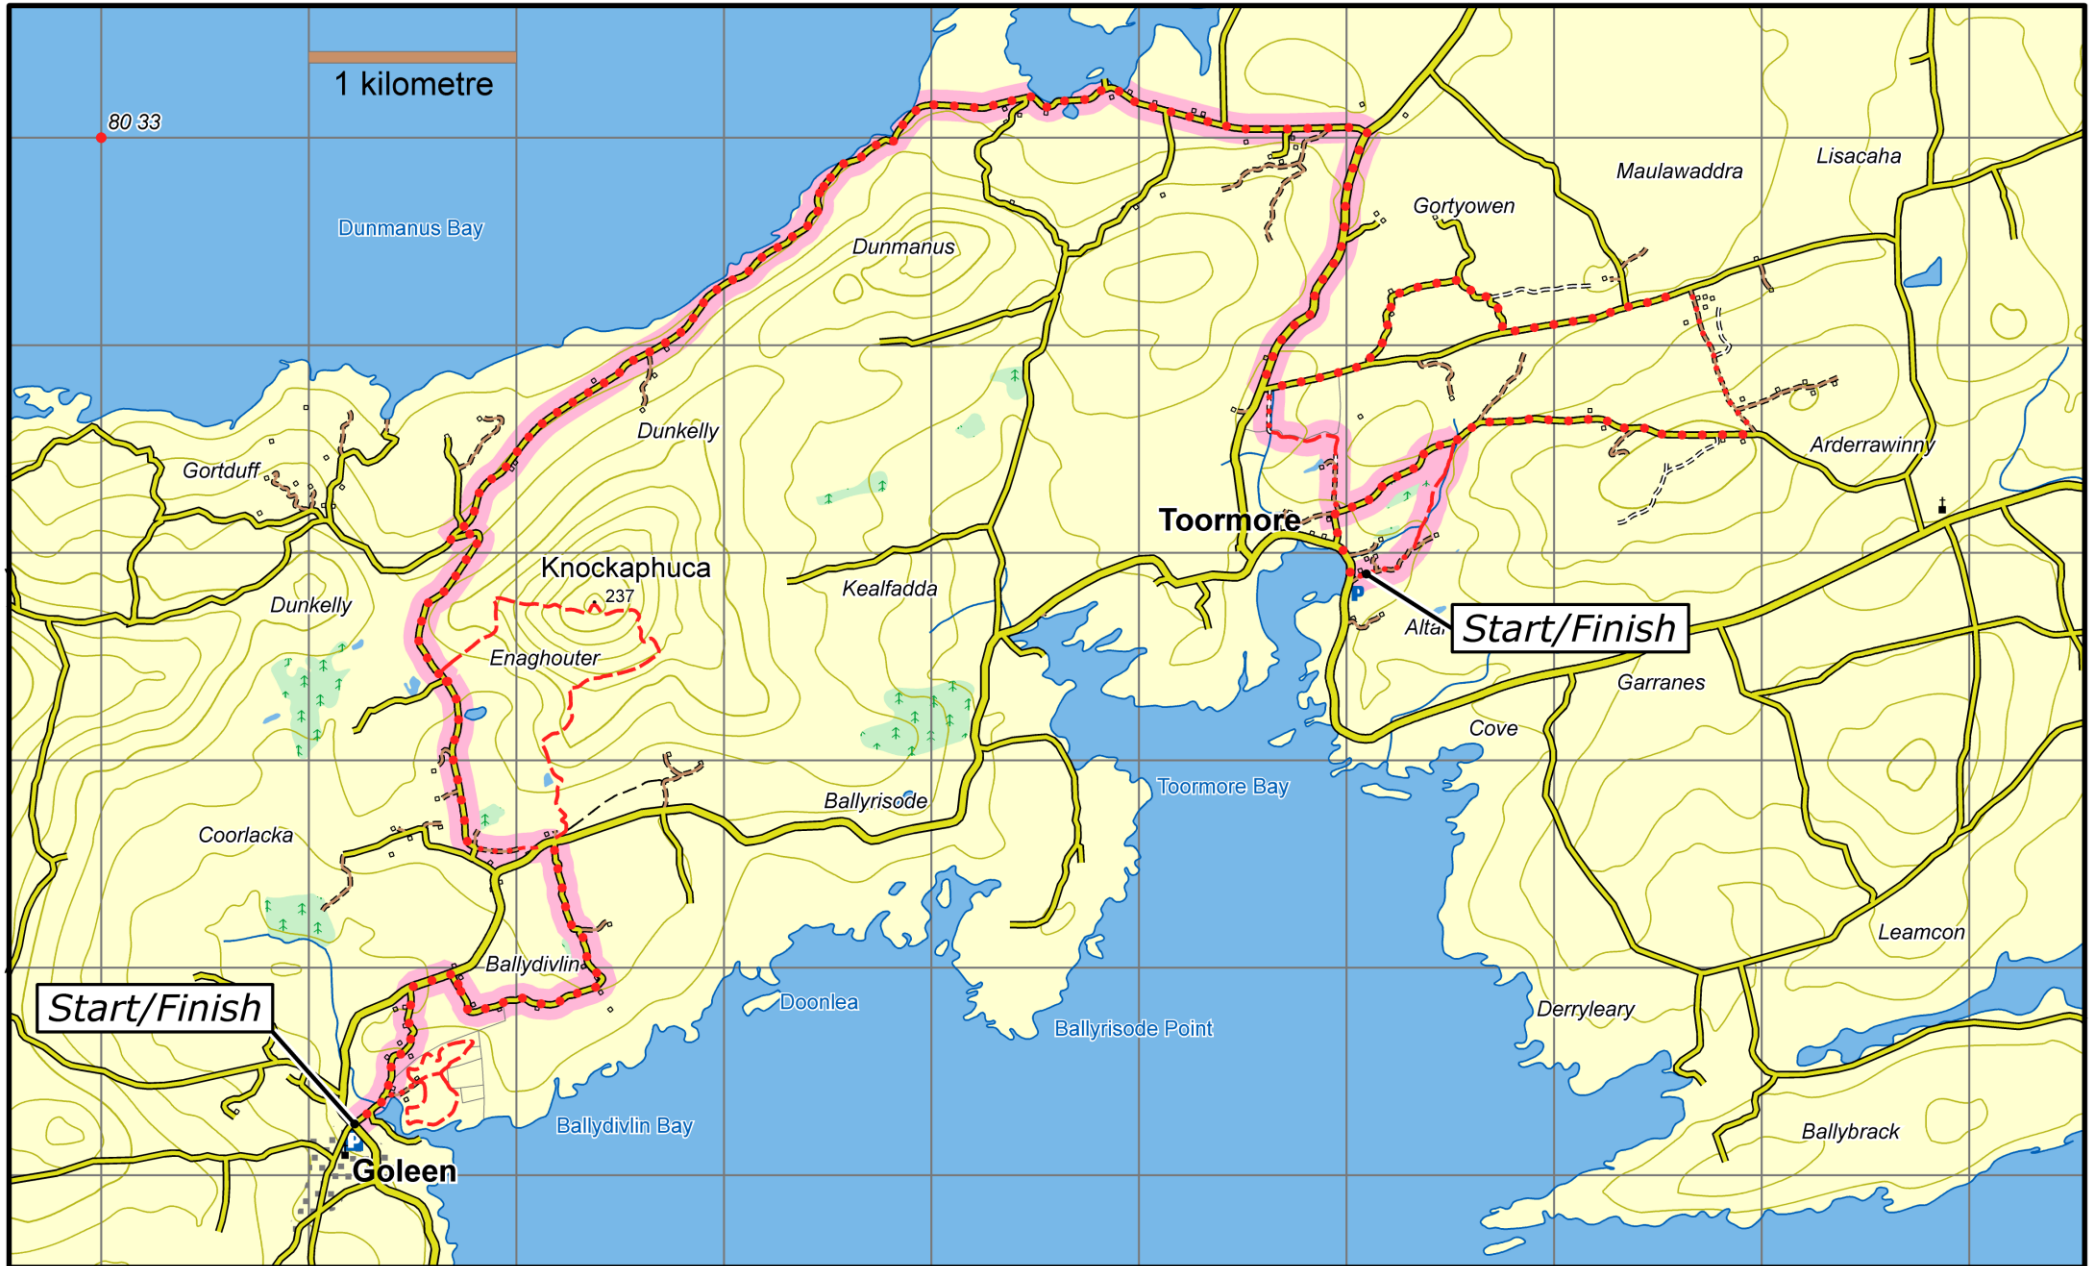 1 kilometre
80 33
Lisacaha
Maulawaddra
Gortyowen
Dunmanus Bay
Dunmanus
Dunkelly
Arderrawinny
Gortduff
Toormore
Knockaphuca
237
Kealfadda
Dunkelly
P
Alta
Start/Finish
Enaghouter
Garranes
Cove
Toormore Bay
Ballyrisode
Coorlacka
Leamcon
Ballydivlin
Start/Finish
Doonlea
Derryleary
Ballyrisode Point
Ballydivlin Bay
Ballybrack
P
Goleen